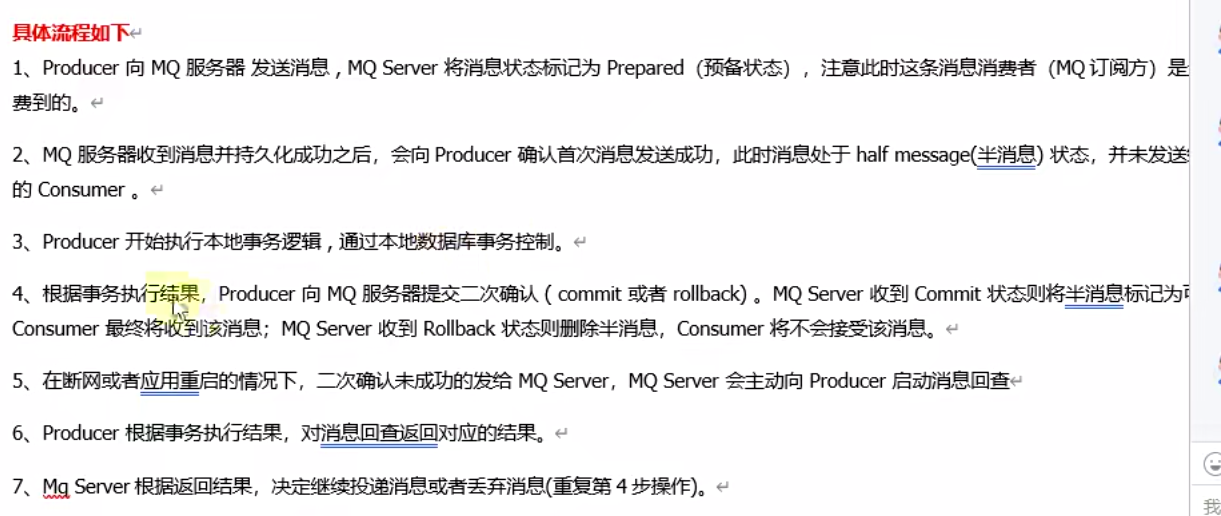 具体流程如下
1、Producer 向 MQ 服务器 发送消息 , MQ Server 将消息状态标记为 Prepared（预备状态），注意此时这条消息消费者（MQ 订阅方）是
费到的。
2、MQ 服务器收到消息并持久化成功之后，会向 Producer 确认首次消息发送成功，此时消息处于 half message(半消息) 状态，并未发送
的 Consumer 。
3、Producer 开始执行本地事务逻辑 , 通过本地数据库事务控制。
4、根据事务执行结果，Producer 向 MQ 服务器提交二次确认 ( commit 或者 rollback) 。MQ Server 收到 Commit 状态则将半消息标记为
Consumer 最终将收到该消息；MQ Server 收到 Rollback 状态则删除半消息，Consumer 将不会接受该消息。
5、在断网或者应用重启的情况下，二次确认未成功的发给 MQ Server，MQ Server 会主动向 Producer 启动消息回查
6、Producer 根据事务执行结果，对消息回查返回对应的结果。
7、Mq Server 根据返回结果，决定继续投递消息或者丢弃消息(重复第 4 步操作)。
我